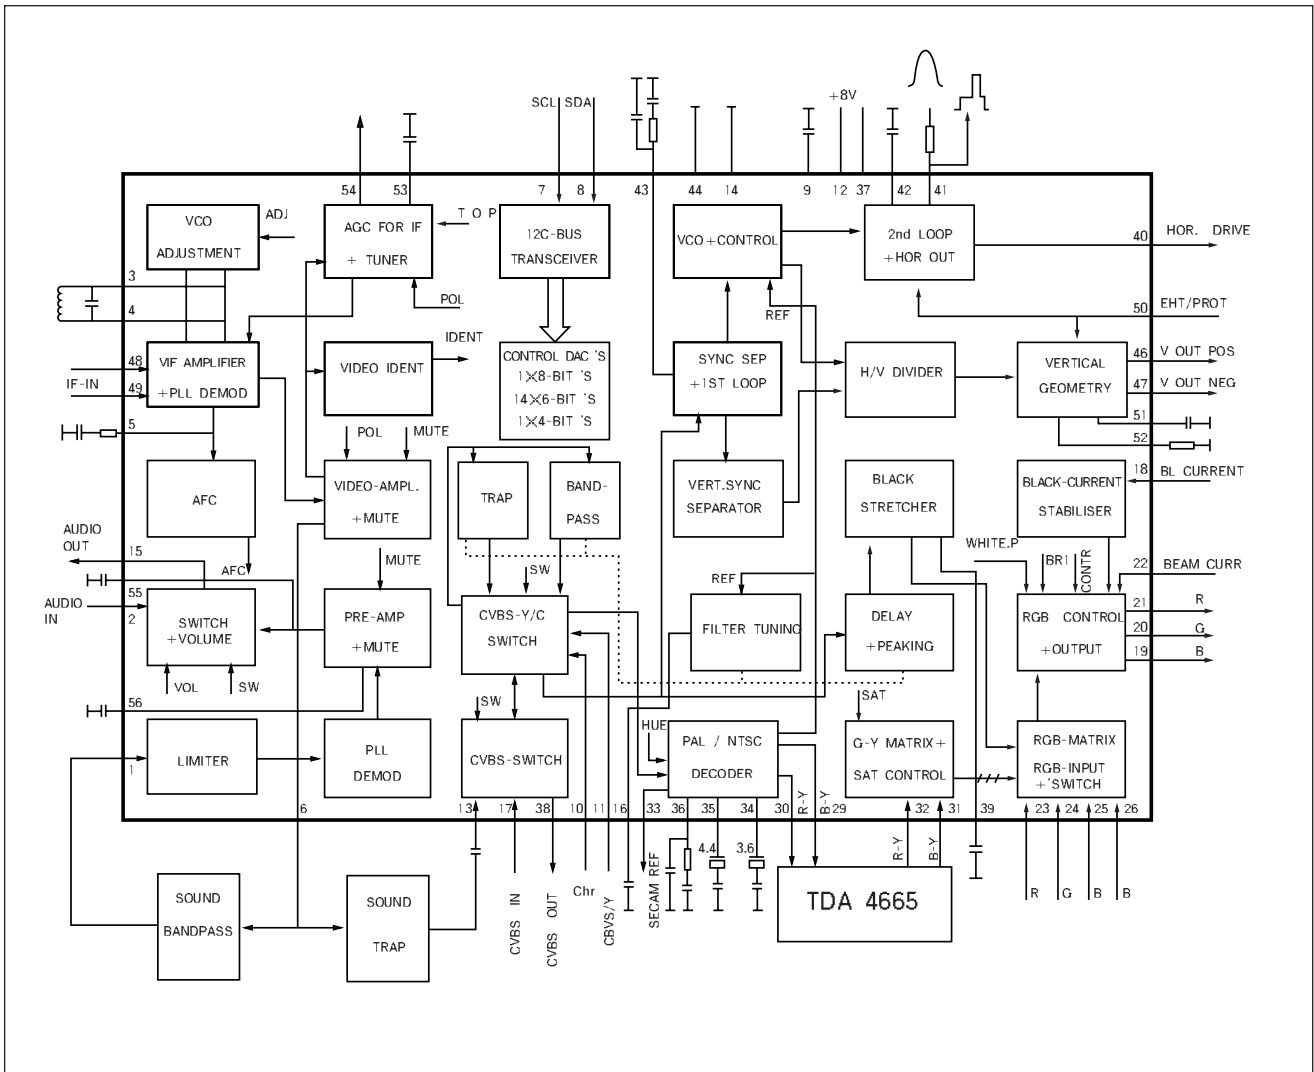 +8V
SCL SDA
54 53 7 8 43 44 14 9 12 37 42 41
VCO
ADJUSTMENT
ADJ
AGC FOR IF
+ TUNER
T O P
12C-BUS
TRANSCEIVER
VCO+CONTROL
2nd LOOP
+HOR OUT
40
HOR. DRIVE
3
4
POL
REF
50
EHT/PROT
48
49
IF-IN
VIF AMPLIFIER
+PLL DEMOD
VIDEO IDENT
IDENT
CONTROL DAC 'S
1×8-BIT 'S
14×6-BIT 'S
1×4-BIT 'S
SYNC SEP
+1ST LOOP
H/V DIVIDER
VERTICAL
GEOMETRY
46
V OUT POS
47
V OUT NEG
51
52
5
AFC
POL
MUTE
VIDEO-AMPL.
+MUTE
TRAP
BAND-
PASS
VERT.SYNC
SEPARATOR
BLACK
STRETCHER
BLACK-CURRENT
STABILISER
18
BL CURRENT
AUDIO
OUT
15
AFC
MUTE
SW
REF
WHITE.P
BR1
CONTR
22
BEAM CURR
55
AUDIO
IN
2
SWITCH
+VOLUME
PRE-AMP
+MUTE
CVBS-Y/C
SWITCH
FILTER TUNING
DELAY
+PEAKING
RGB CONTROL
+OUTPUT
21
R
20
G
19
B
VOL
SW
56
SW
HUE
SAT
1
LIMITER
PLL
DEMOD
CVBS-SWITCH
PAL / NTSC
DECODER
G-Y MATRIX+
SAT CONTROL
RGB-MATRIX
RGB-INPUT
+'SWITCH
6 13 17 38 10 11 16 33 36 35 34 30 R-Y B-Y 29 32 31 39 23 24 25 26
4.4
3.6
R-Y
B-Y
SOUND
BANDPASS
SOUND
TRAP
CVBS IN
CVBS OUT
Chr
CBVS/Y
SECAM REF
TDA 4665
R G B B